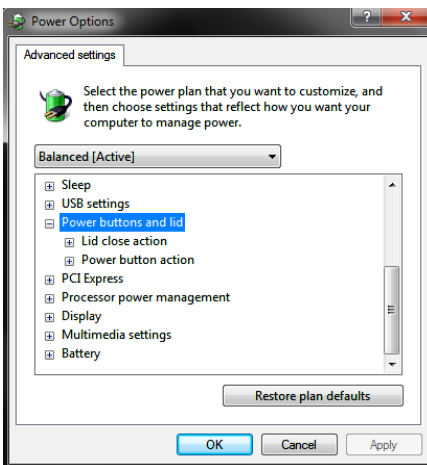 Power Options
?
Advanced settings
Select the power plan that you want to customize, and
then choose settings that reflect how you want your
computer to manage power.
Balanced [Active]
Sleep
USB settings
Power buttons and lid
Lid close action
Power button action
PCI Express
Processor power management
Display
Multimedia settings
Battery
Restore plan defaults
OK Cancel Apply